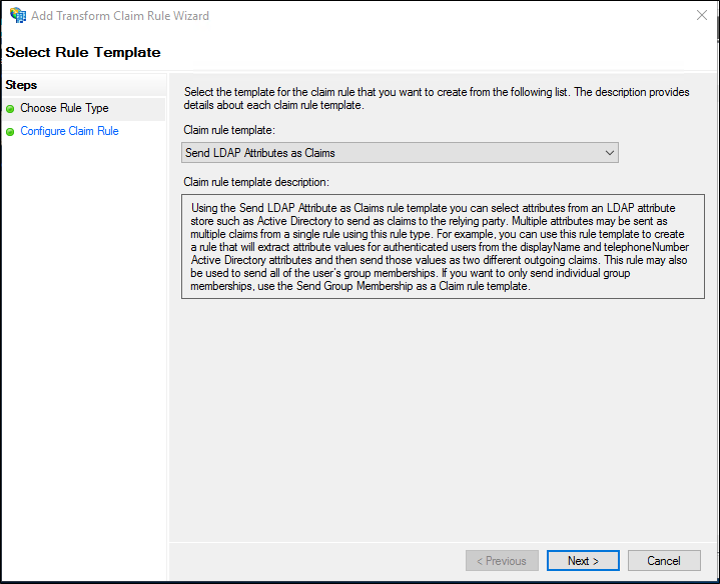 Add Transform Claim Rule Wizard
Select Rule Template
Steps
Choose Rule Type
Configure Claim Rule
Select the template for the claim rule that you want to create from the following list. The description provides
details about each claim rule template.
Claim rule template:
Send LDAP Attributes as Claims
Claim rule template description:
Using the Send LDAP Attribute as Claims rule template you can select attributes from an LDAP attribute
store such as Active Directory to send as claims to the relying party. Multiple attributes may be sent as
multiple claims from a single rule using this rule type. For example, you can use this rule template to create
a rule that will extract attribute values for authenticated users from the displayName and telephoneNumber
Active Directory attributes and then send those values as two different outgoing claims. This rule may also
be used to send all of the user's group memberships. If you want to only send individual group
memberships, use the Send Group Membership as a Claim rule template.
< Previous
Next >
Cancel